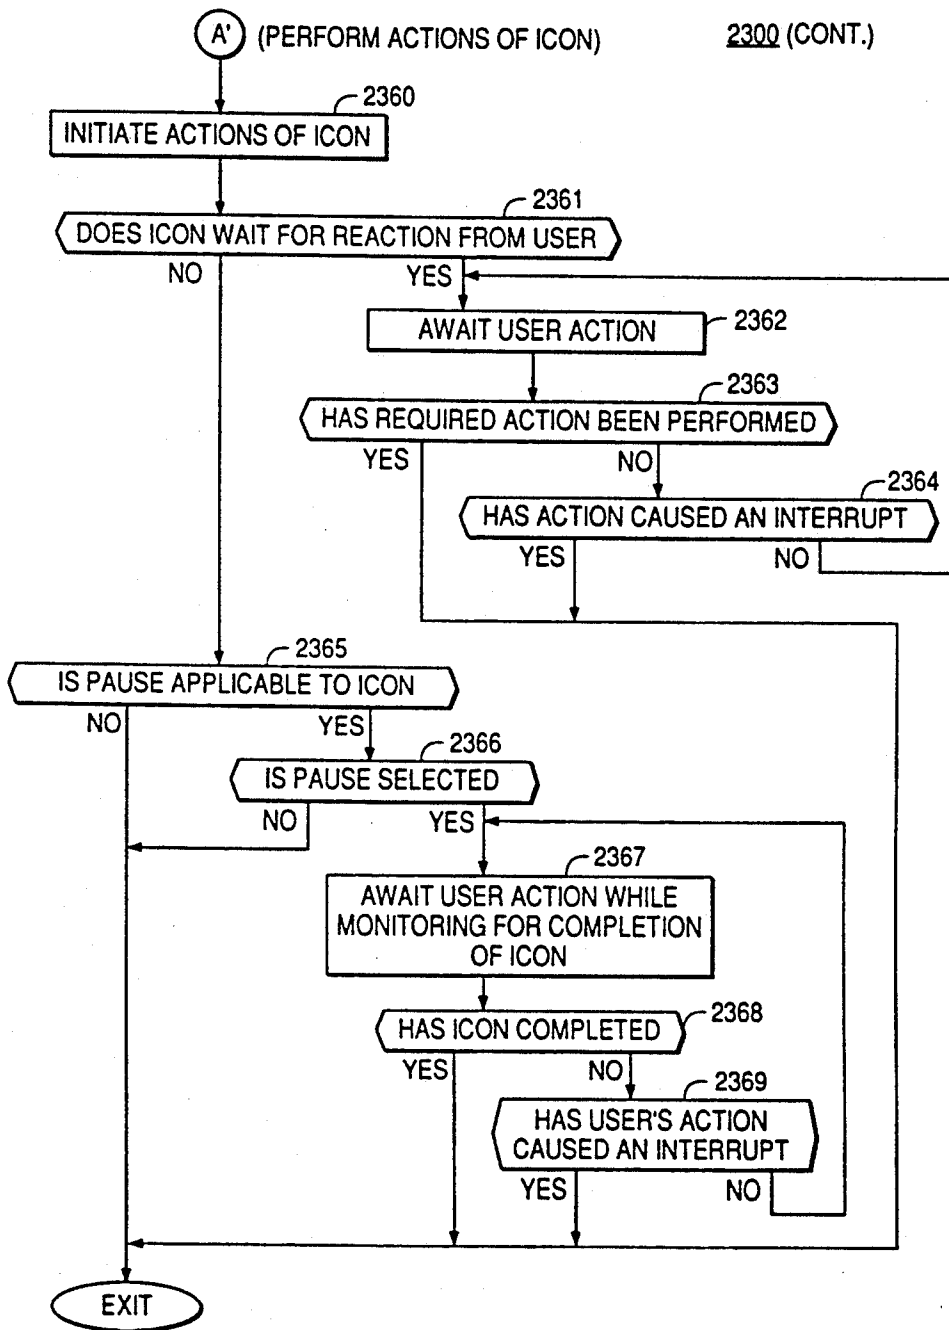 A' (PERFORM ACTIONS OF ICON) 2300 (CONT.)
2360
INITIATE ACTIONS OF ICON
2361
DOES ICON WAIT FOR REACTION FROM USER
NO YES
AWAIT USER ACTION 2362
2363
HAS REQUIRED ACTION BEEN PERFORMED
YES NO
2364
HAS ACTION CAUSED AN INTERRUPT
YES NO
2365
IS PAUSE APPLICABLE TO ICON
NO YES
2366
IS PAUSE SELECTED
NO YES
2367
AWAIT USER ACTION WHILE
MONITORING FOR COMPLETION
OF ICON
HAS ICON COMPLETED 2368
YES NO
2369
HAS USER'S ACTION
CAUSED AN INTERRUPT
YES NO
EXIT